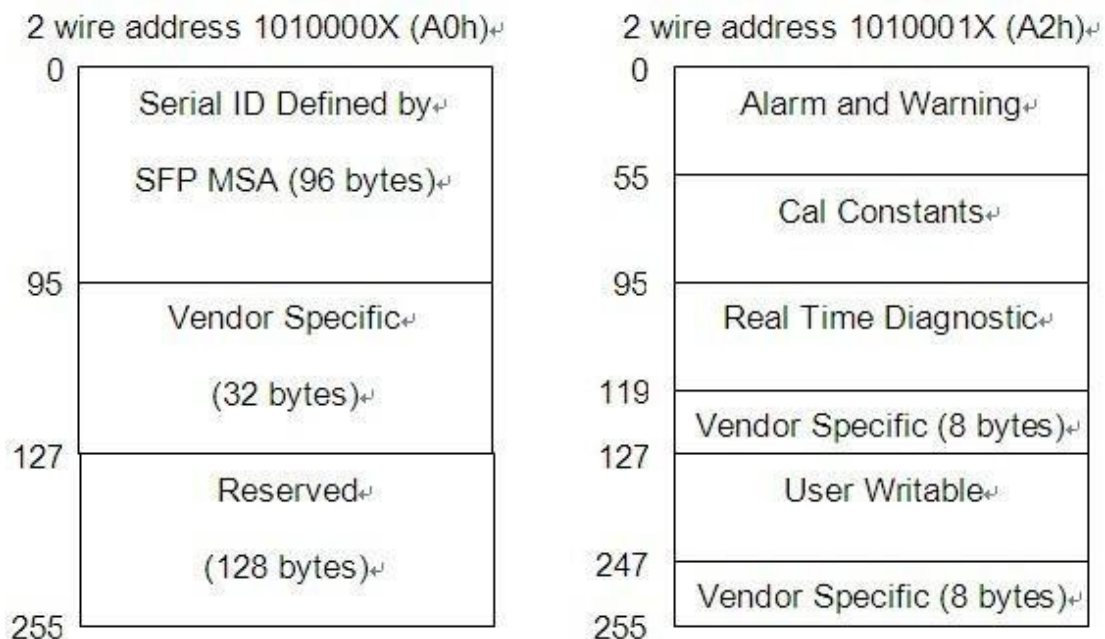 2 wire address 1010000X (A0h)↵
0
Serial ID Defined by↵
SFP MSA (96 bytes)↵
95
Vendor Specific↵
(32 bytes)↵
127
Reserved↵
(128 bytes)↵
255
2 wire address 1010001X (A2h)↵
0
Alarm and Warning↵
55
Cal Constants↵
95
Real Time Diagnostic↵
119
Vendor Specific (8 bytes)↵
127
User Writable↵
247
Vendor Specific (8 bytes)↵
255